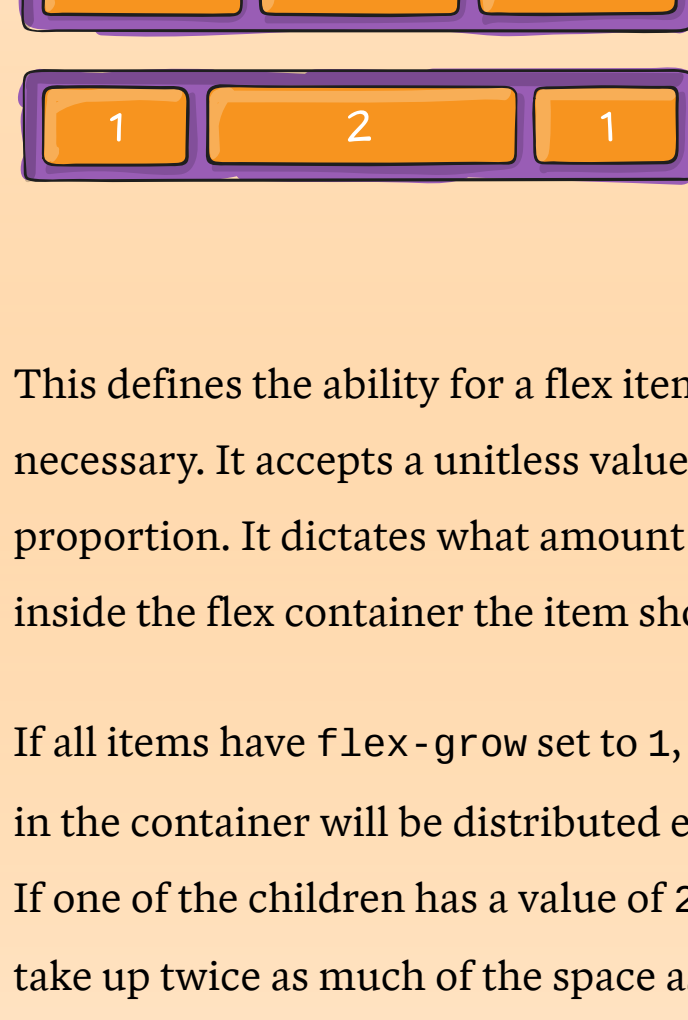 1 2 1
This defines the ability for a flex
necessary. It accepts a unitless value
proportion. It dictates what amount
inside the flex container the item
If all items have flex-grow set to 1,
in the container will be distributed
If one of the children has a value of 2
take up twice as much of the space